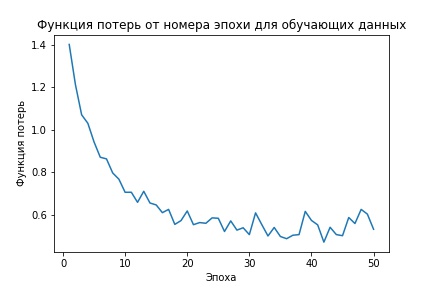 Функция потерь от номера эпохи для обучающих данных
1.4
1.2
1.0
0.8
0.6
Функция потерь
0 10 20 30 40 50
Эпоха